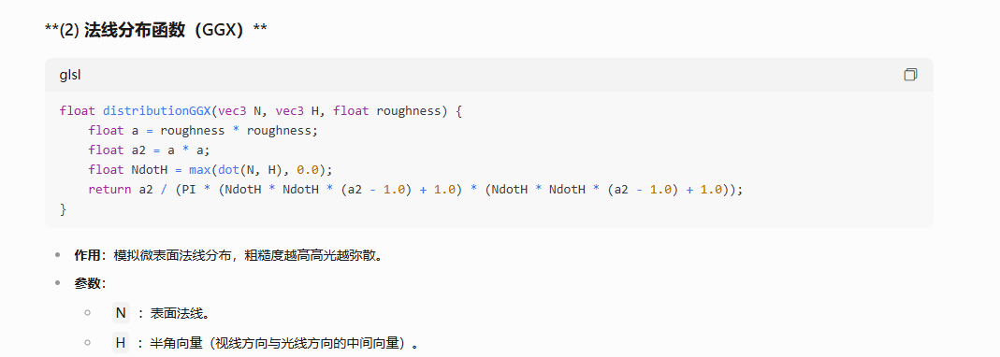 **(2) 法线分布函数（GGX）**
glsl
float distributionGGX(vec3 N, vec3 H, float roughness) {
    float a = roughness * roughness;
    float a2 = a * a;
    float NdotH = max(dot(N, H), 0.0);
    return a2 / (PI * (NdotH * NdotH * (a2 - 1.0) + 1.0) * (NdotH * NdotH * (a2 - 1.0) + 1.0));
}
作用：模拟微表面法线分布，粗糙度越高高光越弥散。
参数：
N ：表面法线。
H ：半角向量（视线方向与光线方向的中间向量）。